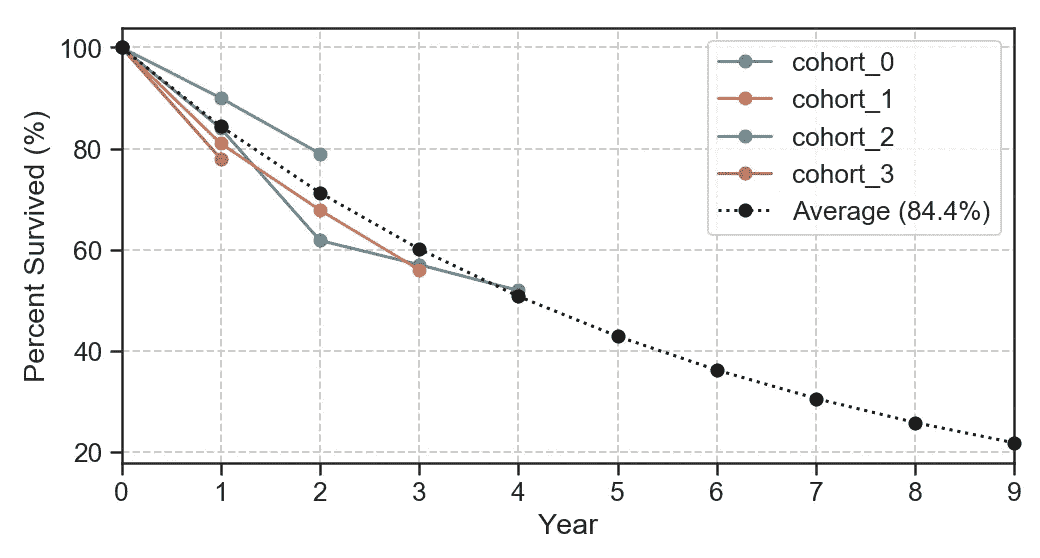 100
80
60
40
20
Percent Survived (%)
cohort_0
cohort_1
cohort_2
cohort_3
Average (84.4%)
0 1 2 3 4 5 6 7 8 9
Year